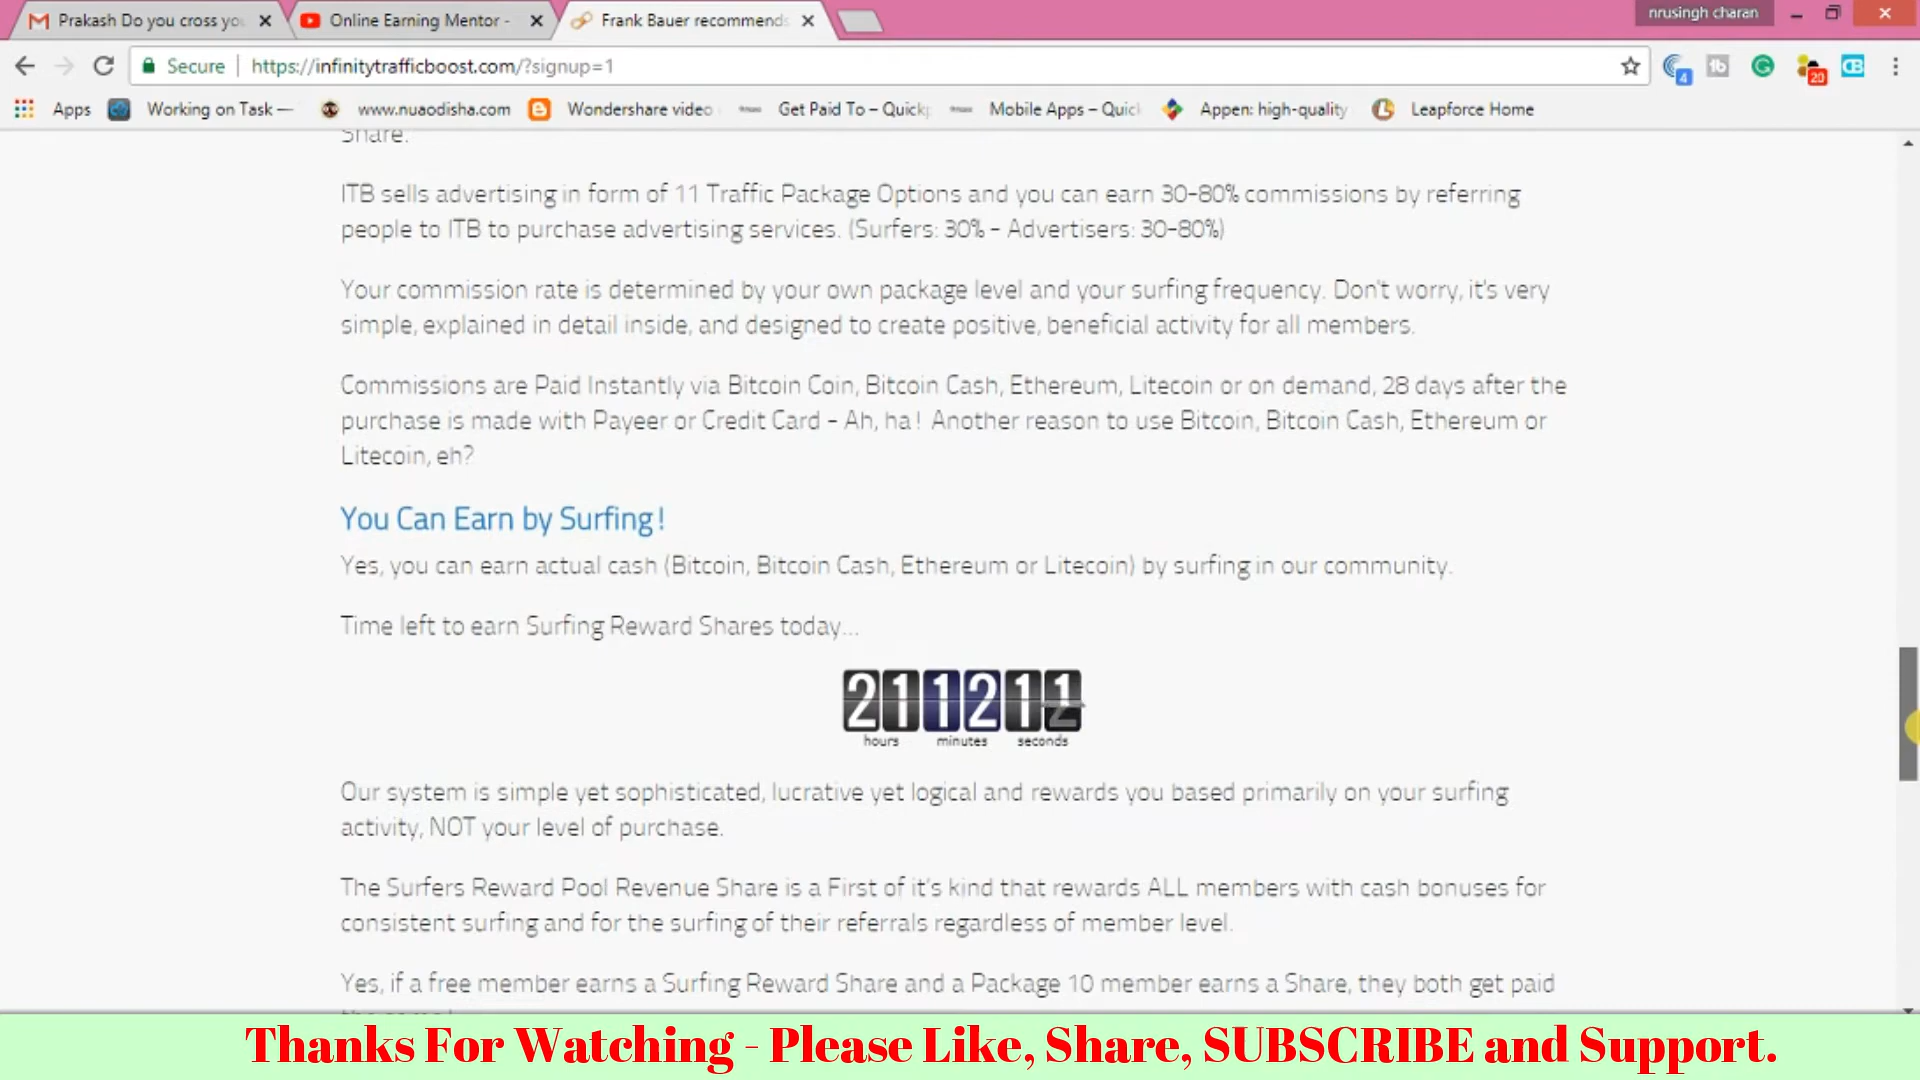 nrusingh charan
Prakash Do you cross yo
Online Earning Mentor -
Frank Bauer recommends
Secure
https://infinitytrafficboost.com/?signup=1
4
20
Apps
Working on Task —
www.nuaodisha.com
Wondershare video
Get Paid To – Quickp
Mobile Apps – Quick
Appen: high-quality
Leapforce Home
Share.
ITB sells advertising in form of 11 Traffic Package Options and you can earn 30-80% commissions by referring
people to ITB to purchase advertising services. (Surfers: 30% - Advertisers: 30-80%)
Your commission rate is determined by your own package level and your surfing frequency. Don't worry, it's very
simple, explained in detail inside, and designed to create positive, beneficial activity for all members.
Commissions are Paid Instantly via Bitcoin Coin, Bitcoin Cash, Ethereum, Litecoin or on demand, 28 days after the
purchase is made with Payeer or Credit Card - Ah, ha! Another reason to use Bitcoin, Bitcoin Cash, Ethereum or
Litecoin, eh?
You Can Earn by Surfing!
Yes, you can earn actual cash (Bitcoin, Bitcoin Cash, Ethereum or Litecoin) by surfing in our community.
Time left to earn Surfing Reward Shares today...
21 12 1
hours minutes seconds
Our system is simple yet sophisticated, lucrative yet logical and rewards you based primarily on your surfing
activity, NOT your level of purchase.
The Surfers Reward Pool Revenue Share is a First of it's kind that rewards ALL members with cash bonuses for
consistent surfing and for the surfing of their referrals regardless of member level.
Yes, if a free member earns a Surfing Reward Share and a Package 10 member earns a Share, they both get paid
Thanks For Watching - Please Like, Share, SUBSCRIBE and Support.